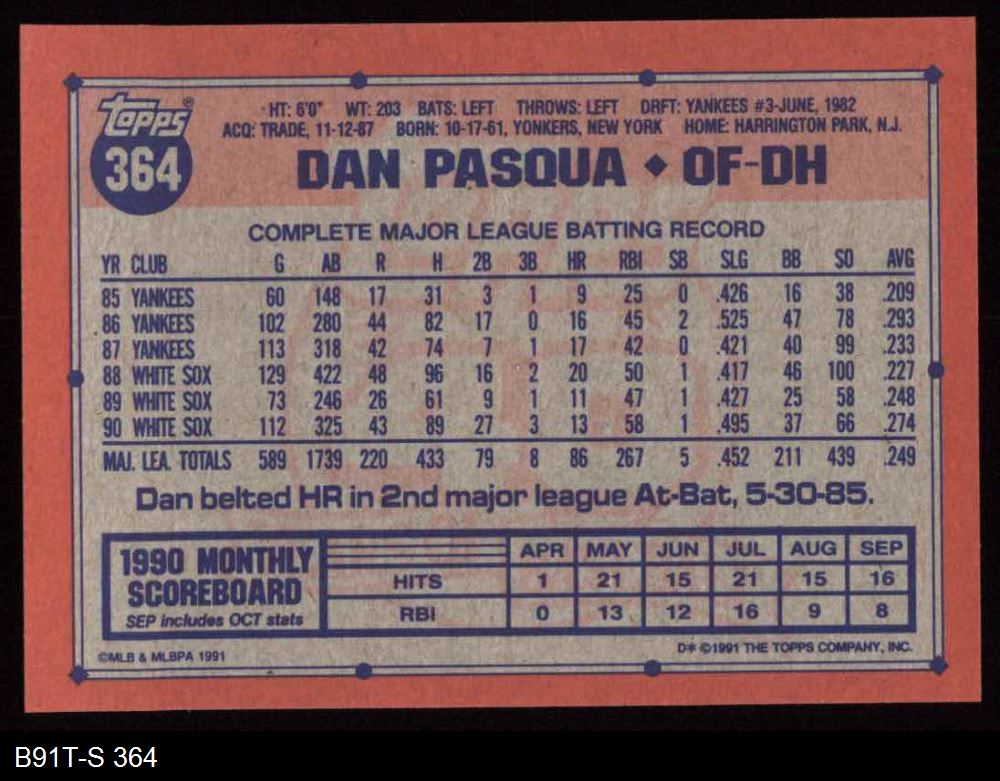 topps®
364
HT: 6'0" WT: 203 BATS: LEFT THROWS: LEFT DRFT: YANKEES #3-JUNE, 1982
ACQ: TRADE, 11-12-87 BORN: 10-17-61, YONKERS, NEW YORK HOME: HARRINGTON PARK, N.J.
DAN PASQUA ◆ OF-DH
COMPLETE MAJOR LEAGUE BATTING RECORD
YR CLUB G AB R H 2B 3B HR RBI SB SLG BB SO AVG
85 YANKEES 60 148 17 31 3 1 9 25 0 .426 16 38 .209
86 YANKEES 102 280 44 82 17 0 16 45 2 .525 47 78 .293
87 YANKEES 113 318 42 74 7 1 17 42 0 .421 40 99 .233
88 WHITE SOX 129 422 48 96 16 2 20 50 1 .417 46 100 .227
89 WHITE SOX 73 246 26 61 9 1 11 47 1 .427 25 58 .248
90 WHITE SOX 112 325 43 89 27 3 13 58 1 .495 37 66 .274
MAJ. LEA. TOTALS 589 1739 220 433 79 8 86 267 5 .452 211 439 .249
Dan belted HR in 2nd major league At-Bat, 5-30-85.
1990 MONTHLY
SCOREBOARD
SEP includes OCT stats
APR MAY JUN JUL AUG SEP
HITS 1 21 15 21 15 16
RBI 0 13 12 16 9 8
©MLB & MLBPA 1991
D* ©1991 THE TOPPS COMPANY, INC.
B91T-S 364